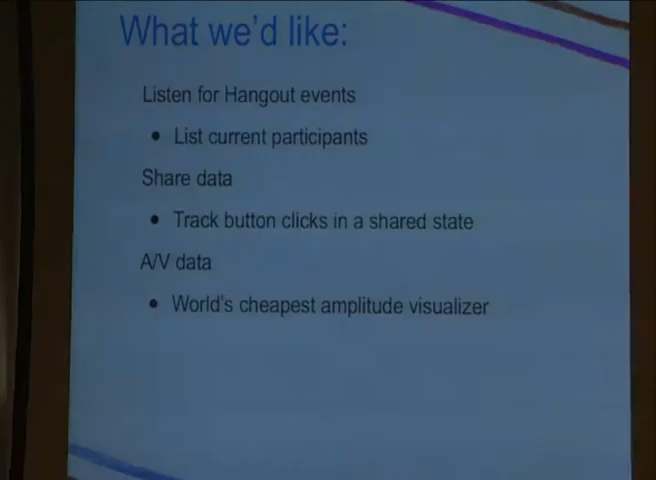 What we'd like:
Listen for Hangout events
• List current participants
Share data
• Track button clicks in a shared state
A/V data
• World's cheapest amplitude visualizer